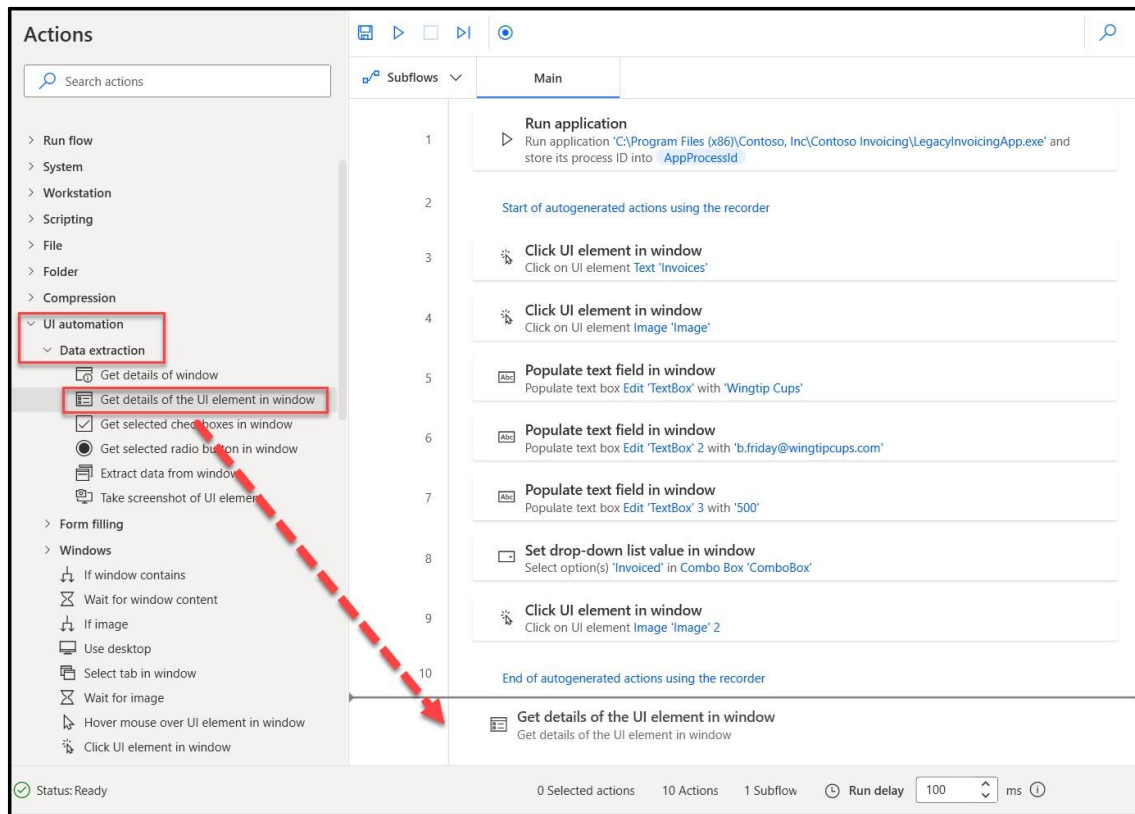 Actions
Search actions
Run flow
System
Workstation
Scripting
File
Folder
Compression
UI automation
Data extraction
Get details of window
Get details of the UI element in window
Get selected checkboxes in window
Get selected radio button in window
Extract data from window
Take screenshot of UI element
Form filling
Windows
If window contains
Wait for window content
If image
Use desktop
Select tab in window
Wait for image
Hover mouse over UI element in window
Click UI element in window
Subflows
Main
1
Run application
Run application 'C:\Program Files (x86)\Contoso, Inc\Contoso Invoicing\LegacyInvoicingApp.exe' and
store its process ID into AppProcessId
2
Start of autogenerated actions using the recorder
3
Click UI element in window
Click on UI element Text 'Invoices'
4
Click UI element in window
Click on UI element Image 'Image'
5
Abc
Populate text field in window
Populate text box Edit 'TextBox' with 'Wingtip Cups'
6
Abc
Populate text field in window
Populate text box Edit 'TextBox' 2 with 'b.friday@wingtipcups.com'
7
Abc
Populate text field in window
Populate text box Edit 'TextBox' 3 with '500'
8
Set drop-down list value in window
Select option(s) 'Invoiced' in Combo Box 'ComboBox'
9
Click UI element in window
Click on UI element Image 'Image' 2
10
End of autogenerated actions using the recorder
Get details of the UI element in window
Get details of the UI element in window
Status: Ready
0 Selected actions 10 Actions 1 Subflow Run delay 100 ms